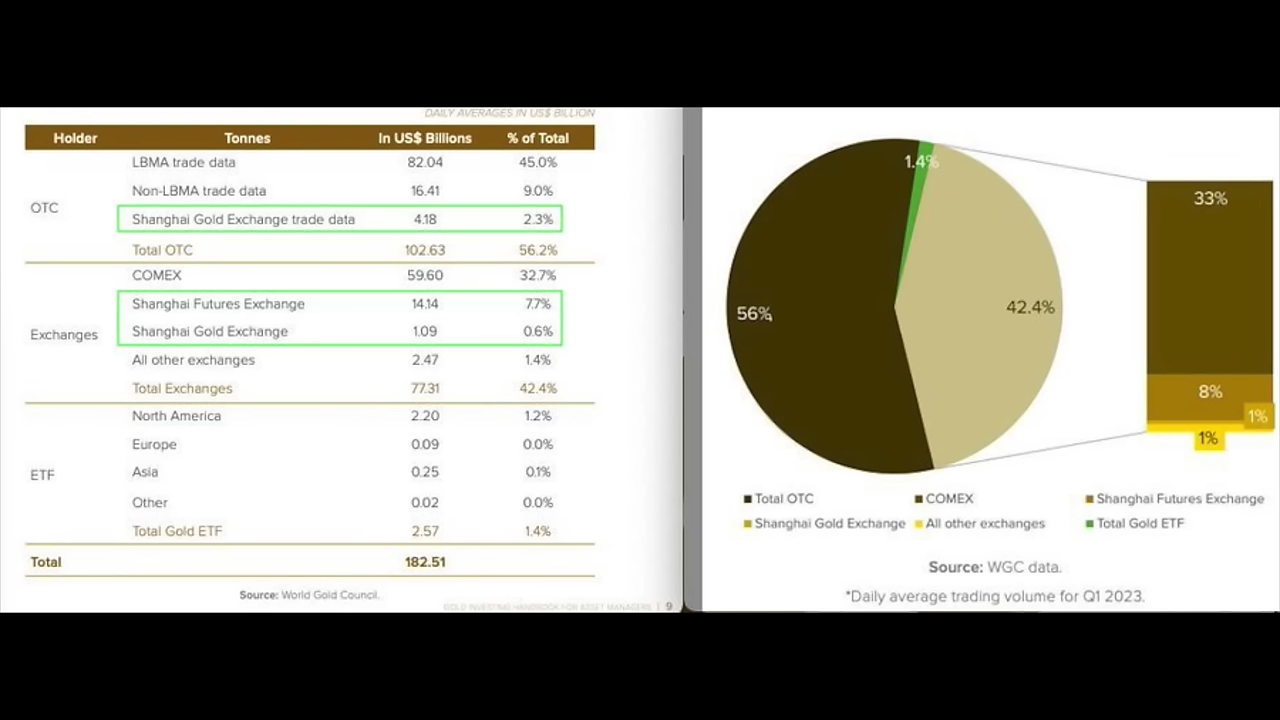 DAILY AVERAGES IN US$ BILLION
Holder Tonnes In US$ Billions % of Total
LBMA trade data 82.04 45.0%
Non-LBMA trade data 16.41 9.0%
OTC
Shanghai Gold Exchange trade data 4.18 2.3%
Total OTC 102.63 56.2%
COMEX 59.60 32.7%
Shanghai Futures Exchange 14.14 7.7%
Shanghai Gold Exchange 1.09 0.6%
Exchanges
All other exchanges 2.47 1.4%
Total Exchanges 77.31 42.4%
North America 2.20 1.2%
Europe 0.09 0.0%
Asia 0.25 0.1%
ETF
Other 0.02 0.0%
Total Gold ETF 2.57 1.4%
Total 182.51
Source: World Gold Council.
GOLD INVESTING HANDBOOK FOR ASSET MANAGERS | 9
1.4%
56%
42.4%
33%
8%
1%
1%
Total OTC COMEX Shanghai Futures Exchange
Shanghai Gold Exchange All other exchanges Total Gold ETF
Source: WGC data.
*Daily average trading volume for Q1 2023.